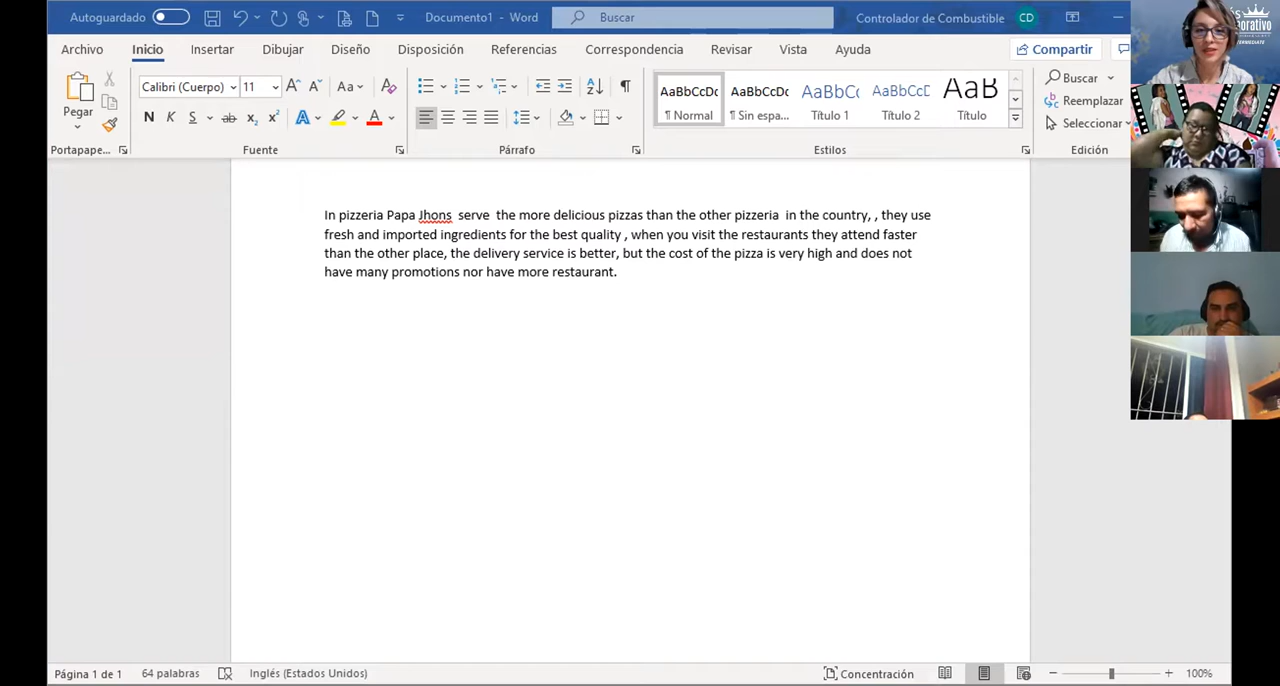 Autoguardado
Documento1 - Word
Buscar
Controlador de Combustible
CD
Archivo Inicio Insertar Dibujar Diseño Disposición Referencias Correspondencia Revisar Vista Ayuda
Compartir
Pegar
Calibri (Cuerpo) 11
N K S ab x₂ x²
AaBbCcDc AaBbCcDc AaBbCc AaBbCcD AaB
¶ Normal ¶ Sin espa... Título 1 Título 2 Título
Buscar
Reemplazar
Seleccionar
Portapape... Fuente Párrafo Estilos Edición
In pizzeria Papa Jhons serve the more delicious pizzas than the other pizzeria in the country, , they use
fresh and imported ingredients for the best quality , when you visit the restaurants they attend faster
than the other place, the delivery service is better, but the cost of the pizza is very high and does not
have many promotions nor have more restaurant.
Página 1 de 1 64 palabras Inglés (Estados Unidos) Concentración 100%